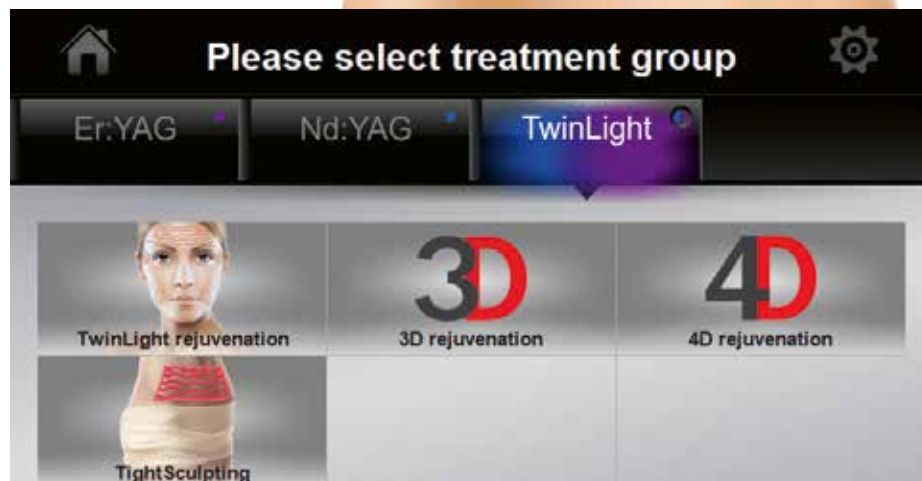 Please select treatment group
Er:YAG
Nd:YAG
TwinLight
3D
4D
TwinLight rejuvenation
3D rejuvenation
4D rejuvenation
TightSculpting